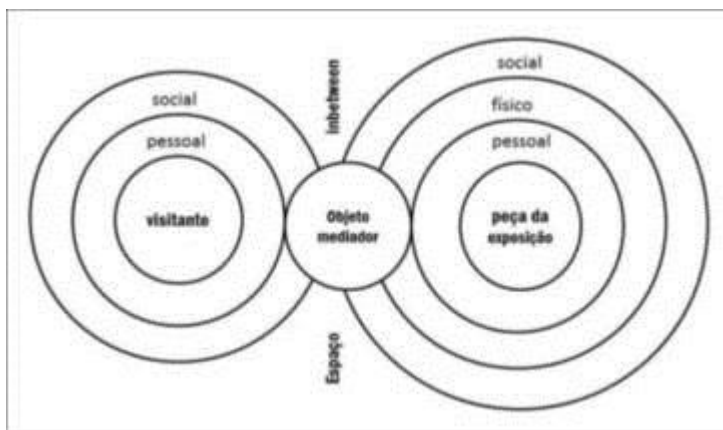 social
pessoal
visitante
Espaço
inbetween
Objeto
mediador
social
físico
pessoal
peça da
exposição